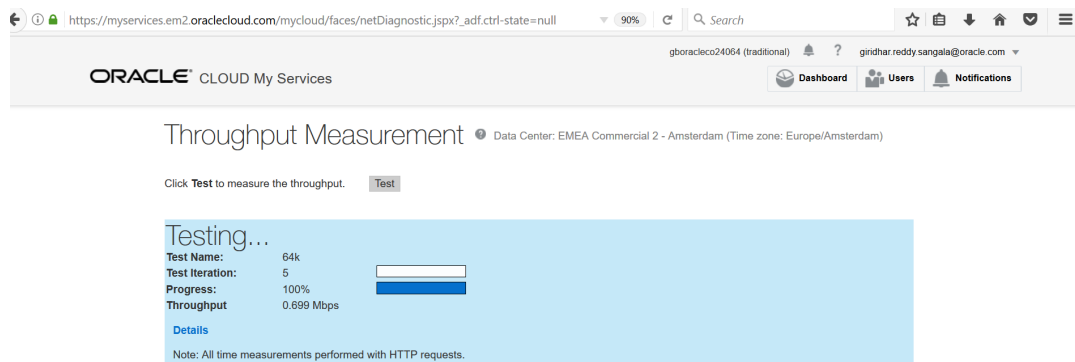 https://myservices.em2.oraclecloud.com/mycloud/faces/netDiagnostic.jspx?_adf.ctrl-state=null 90% Search
gboracleco24064 (traditional) ? giridhar.reddy.sangala@oracle.com
ORACLE® CLOUD My Services
Dashboard Users Notifications
Throughput Measurement ? Data Center: EMEA Commercial 2 - Amsterdam (Time zone: Europe/Amsterdam)
Click Test to measure the throughput. Test
Testing...
Test Name: 64k
Test Iteration: 5
Progress: 100%
Throughput 0.699 Mbps
Details
Note: All time measurements performed with HTTP requests.